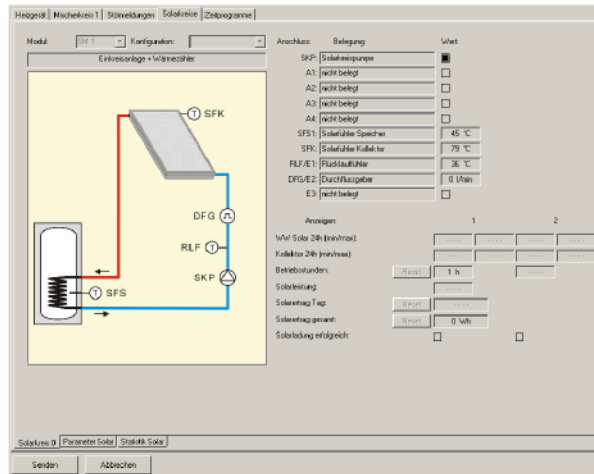 Heizgerät Mischerkreis 1 Störmeldungen Solarkreise Zeitprogramme
Modul: SM 1 Konfiguration:
Einkreisanlage + Wärmezähler
Anschluss: Belegung: Wert
SKP: Solarkreispumpe
A1: nicht belegt
A2: nicht belegt
A3: nicht belegt
A4: nicht belegt
SFS1: Solarfühler Speicher 45 °C
SFK: Solarfühler Kollektor 79 °C
RLF/E1: Rücklauffühler 36 °C
DFG/E2: Durchflussgeber 0 l/min
E3: nicht belegt
T SFK
DFG
RLF T
SKP
T SFS
Anzeigen: 1 2
WW Solar 24h (min/max): ---- ---- ---- ----
Kollektor 24h (min/max): ---- ---- ---- ----
Betriebsstunden: Reset 1 h ----
Solarleistung: ----
Solarertrag Tag: Reset ----
Solarertrag gesamt: Reset 0 Wh
Solarladung erfolgreich:
Solarkreis 0 Parameter Solar Statistik Solar
Senden Abbrechen